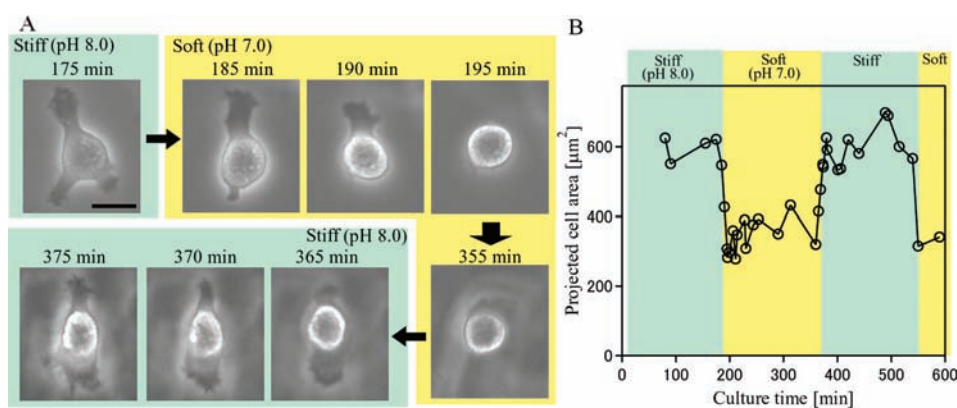 A
Stiff (pH 8.0)
175 min
Soft (pH 7.0)
185 min
190 min
195 min
Stiff (pH 8.0)
375 min
370 min
365 min
355 min
B
Stiff
(pH 8.0)
Soft
(pH 7.0)
Stiff
Soft
Projected cell area [µm²]
600
400
200
0
0
100
200
300
400
500
600
Culture time [min]